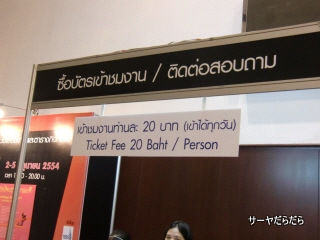 ซื้อบัตรเข้าชมงาน / ติดต่อสอบถาม
เข้าชมงานท่านละ 20 บาท (เข้าได้ทุกวัน)
Ticket Fee 20 Baht / Person
2554
20.00 น.
サーヤだらだら